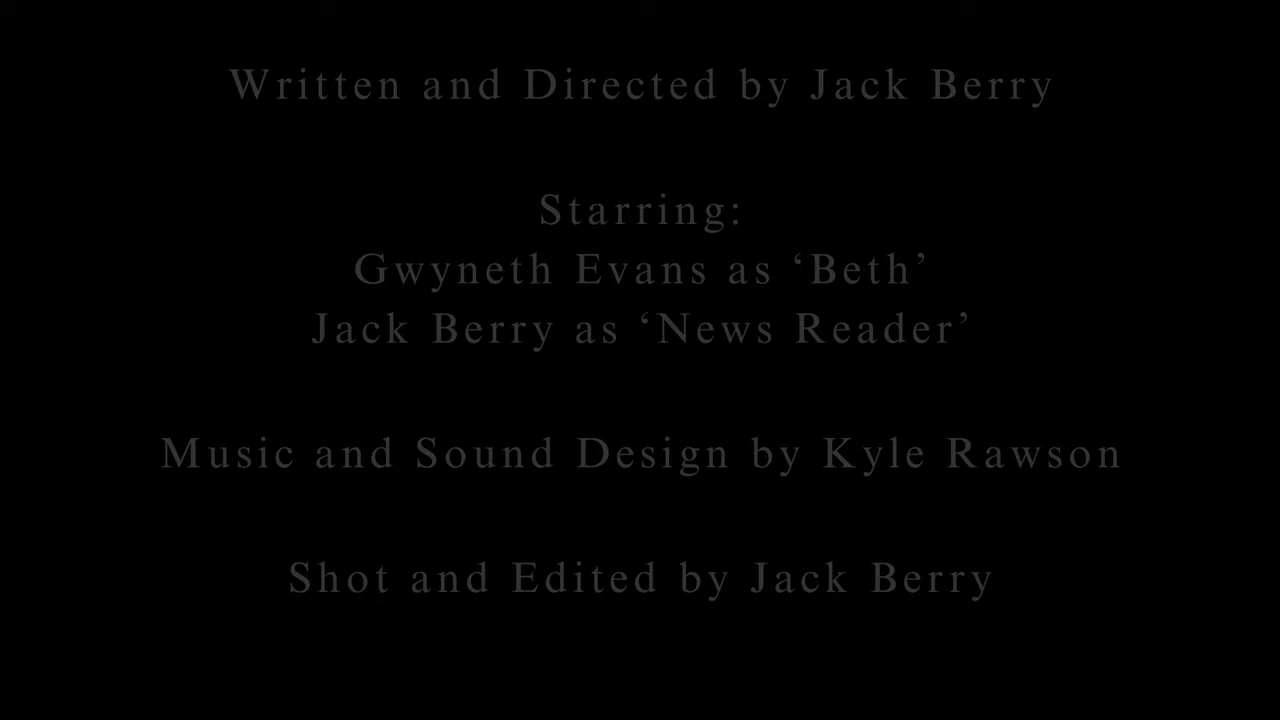 Written and Directed by Jack Berry
Starring:
Gwyneth Evans as ‘Beth’
Jack Berry as ‘News Reader’
Music and Sound Design by Kyle Rawson
Shot and Edited by Jack Berry